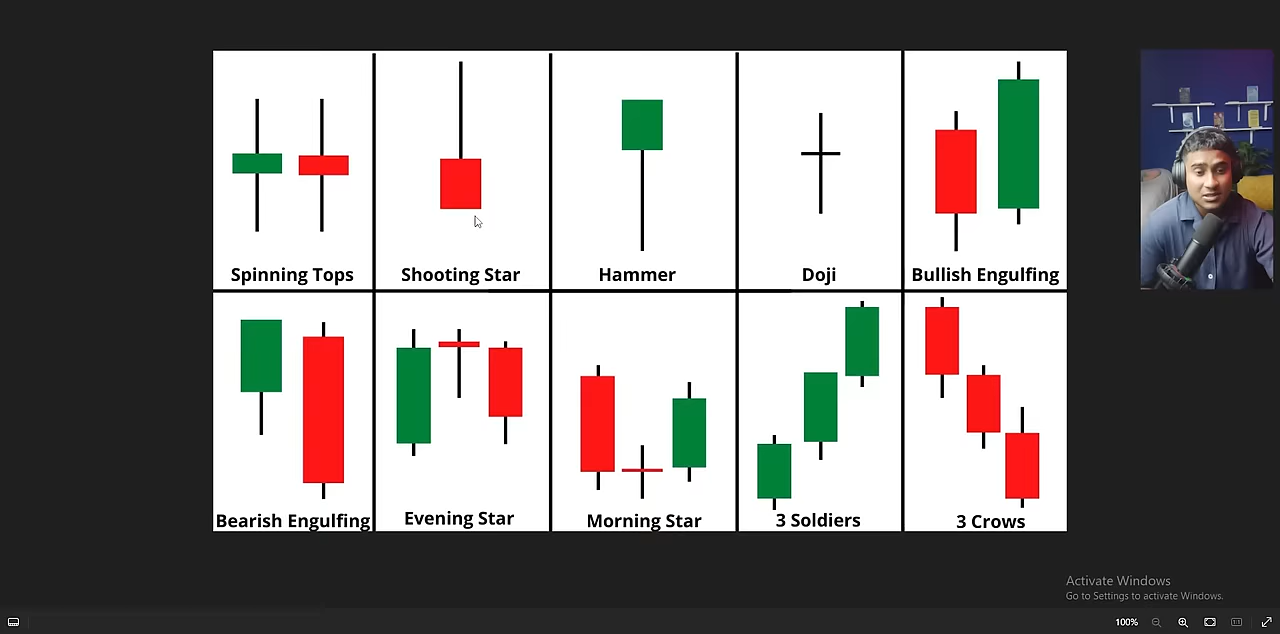 Spinning Tops
Shooting Star
Hammer
Doji
Bullish Engulfing
Bearish Engulfing
Evening Star
Morning Star
3 Soldiers
3 Crows
Activate Windows
Go to Settings to activate Windows.
100%